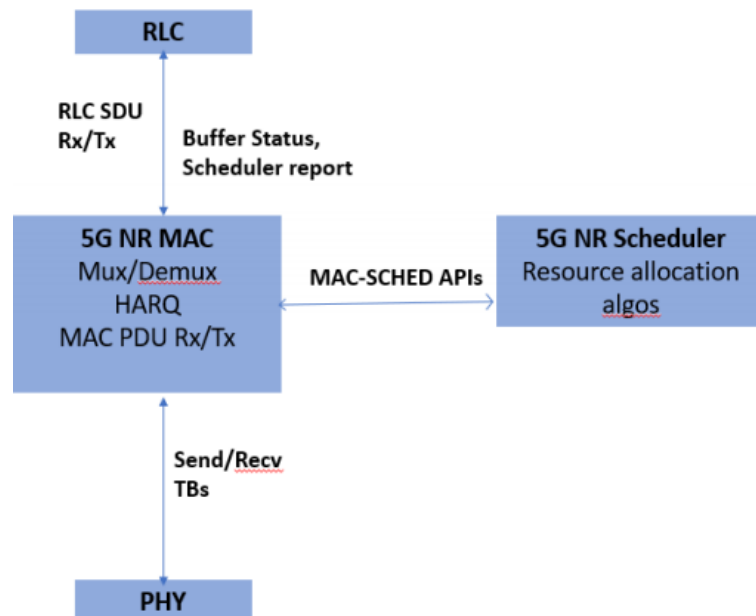 RLC
RLC SDU
Rx/Tx
Buffer Status,
Scheduler report
5G NR MAC
Mux/Demux
HARQ
MAC PDU Rx/Tx
MAC-SCHED APIs
5G NR Scheduler
Resource allocation
algos
Send/Recv
TBs
PHY